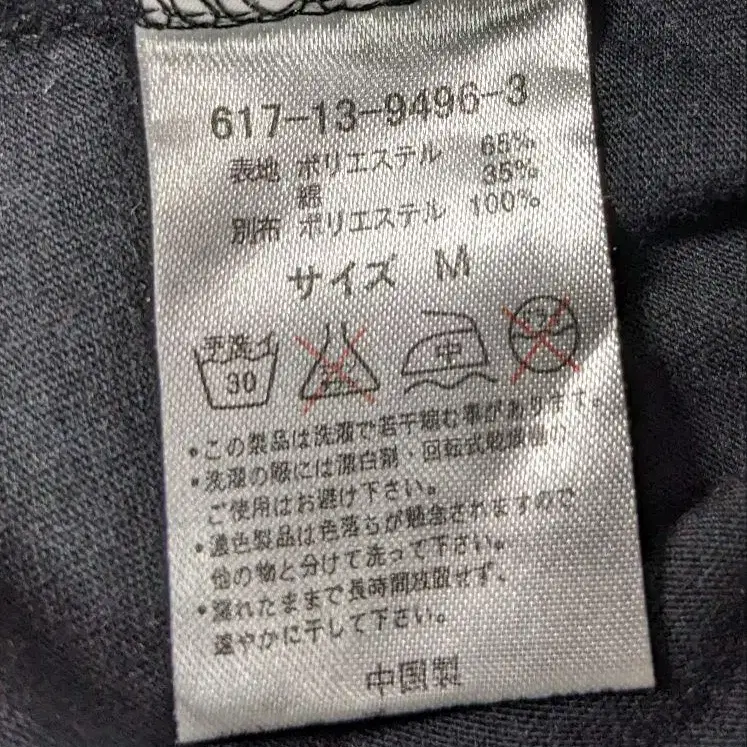 617-13-9496-3
表地 ポリエステル 65%
綿 35%
別布 ポリエステル 100%
サイズ M
手洗イ 30 中
・この製品は洗濯で若干縮む事があります。
・洗濯の際には漂白剤・回転式乾燥機の
ご使用はお避け下さい。
・濃色製品は色落ちが懸念されますので
他の物と分けて洗って下さい。
・濡れたままで長時間放置せず、
速やかに干して下さい。
中国製